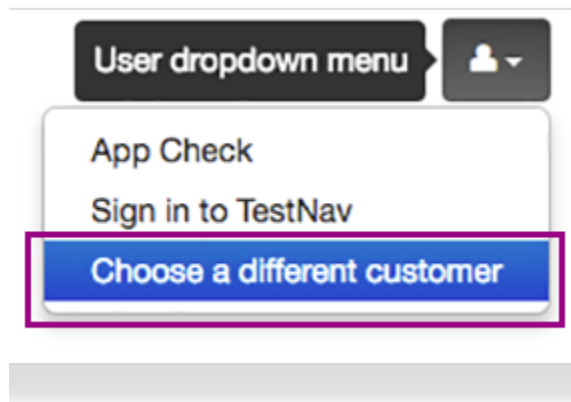 User dropdown menu
App Check
Sign in to TestNav
Choose a different customer